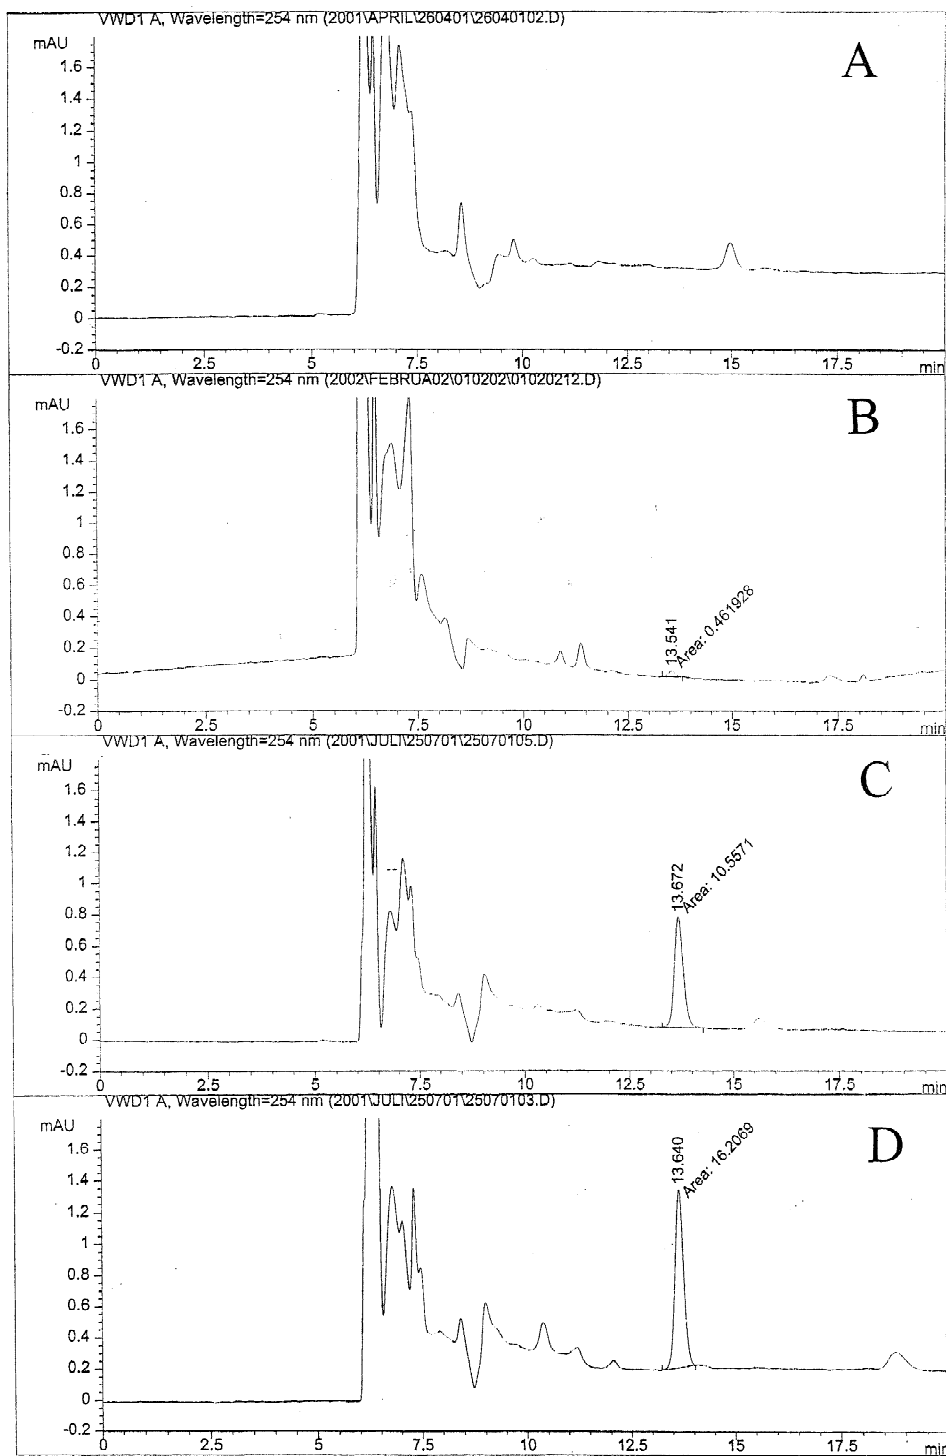 VWD1 A, Wavelength=254 nm (2001\APRIL\260401\26040102.D)
mAU
A
1.6
1.4
1.2
1
0.8
0.6
0.4
0.2
0
-0.2
0 2.5 5 7.5 10 12.5 15 17.5 min
VWD1 A, Wavelength=254 nm (2002\FEBRUA02\010202\01020212.D)
mAU
B
1.6
1.4
1.2
1
0.8
0.6
0.4
0.2
0
-0.2
13.541
Area: 0.461928
0 2.5 5 7.5 10 12.5 15 17.5 min
VWD1 A, Wavelength=254 nm (2001\JULI\250701\25070105.D)
mAU
C
1.6
1.4
1.2
1
0.8
0.6
0.4
0.2
0
-0.2
13.672
Area: 10.5571
0 2.5 5 7.5 10 12.5 15 17.5 min
VWD1 A, Wavelength=254 nm (2001\JULI\250701\25070103.D)
mAU
D
1.6
1.4
1.2
1
0.8
0.6
0.4
0.2
0
-0.2
13.640
Area: 16.2069
0 2.5 5 7.5 10 12.5 15 17.5 min